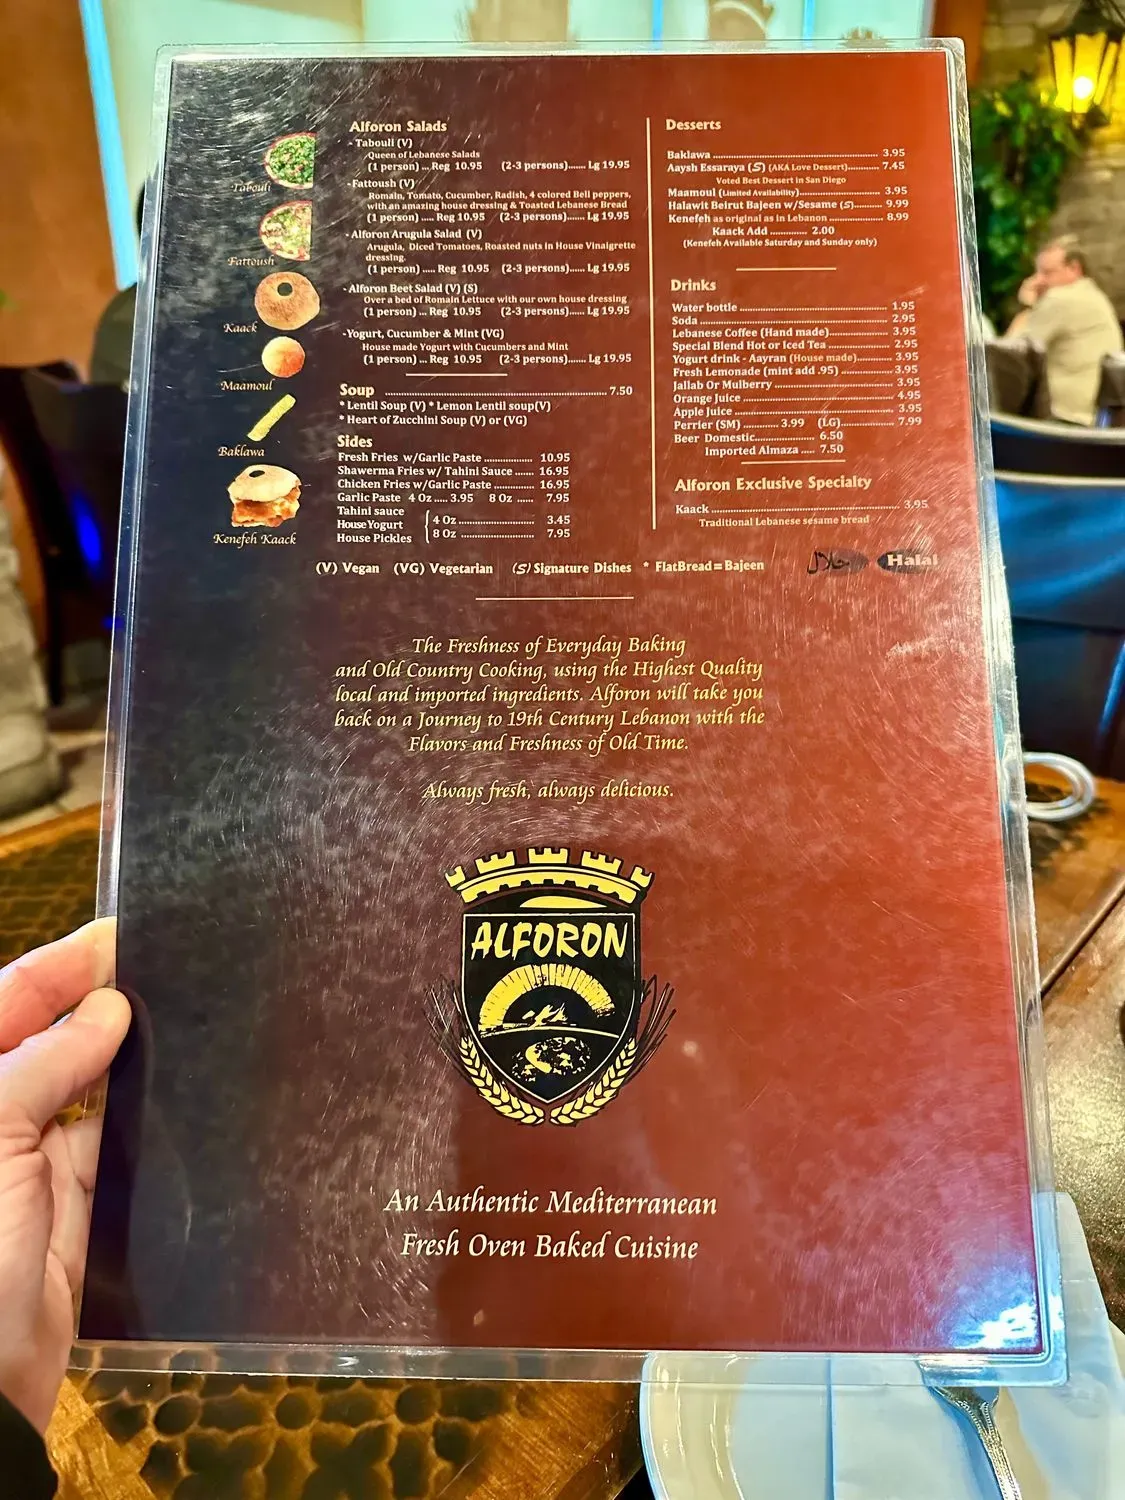 Alforon Salads
- Tabouli (V)
Queen of Lebanese Salads
(1 person) ... Reg 10.95 (2-3 persons)...... Lg 19.95
-Fattoush (V)
Romain, Tomato, Cucumber, Radish, 4 colored Bell peppers,
with an amazing house dressing & Toasted Lebanese Bread
(1 person) ..... Reg 10.95 (2-3 persons)...... Lg 19.95
- Alforon Arugula Salad (V)
Arugula, Diced Tomatoes, Roasted nuts in House Vinaigrette
dressing.
(1 person) ..... Reg 10.95 (2-3 persons)...... Lg 19.95
- Alforon Beet Salad (V) (S)
Over a bed of Romain Lettuce with our own house dressing
(1 person) ... Reg 10.95 (2-3 persons)...... Lg 19.95
-Yogurt, Cucumber & Mint (VG)
House made Yogurt with Cucumbers and Mint
(1 person) ... Reg 10.95 (2-3 persons)..... Lg 19.95
Soup ........ 7.50
* Lentil Soup (V) * Lemon Lentil soup(V)
* Heart of Zucchini Soup (V) or (VG)
Sides
Fresh Fries w/Garlic Paste ........ 10.95
Shawerma Fries w/ Tahini Sauce ...... 16.95
Chicken Fries w/Garlic Paste ........ 16.95
Garlic Paste 4 Oz ..... 3.95 8 Oz ..... 7.95
Tahini sauce
House Yogurt
House Pickles
4 Oz ........ 3.45
8 Oz ........ 7.95
Tabouli
Fattoush
Kaack
Maamoul
Baklawa
Kenefeh Kaack
Desserts
Baklawa ........ 3.95
Aaysh Essaraya (S) (AKA Love Dessert)........ 7.45
Voted Best Dessert in San Diego
Maamoul (Limited Availability)........ 3.95
Halawit Beirut Bajeen w/Sesame (S)........ 9.99
Kenefeh as original as in Lebanon ........ 8.99
Kaack Add ........ 2.00
(Kenefeh Available Saturday and Sunday only)
Drinks
Water bottle ........ 1.95
Soda ........ 2.95
Lebanese Coffee (Hand made)........ 3.95
Special Blend Hot or Iced Tea ........ 2.95
Yogurt drink - Aayran (House made)........ 3.95
Fresh Lemonade (mint add .95) ........ 3.95
Jallab Or Mulberry ........ 3.95
Orange Juice ........ 4.95
Apple Juice ........ 3.95
Perrier (SM) ........ 3.99 (LG)........ 7.99
Beer Domestic........ 6.50
Imported Almaza ..... 7.50
Alforon Exclusive Specialty
Kaack ........ 3.95
Traditional Lebanese sesame bread
(V) Vegan (VG) Vegetarian (S) Signature Dishes * FlatBread=Bajeen
حلال Halal
The Freshness of Everyday Baking
and Old Country Cooking, using the Highest Quality
local and imported ingredients. Alforon will take you
back on a Journey to 19th Century Lebanon with the
Flavors and Freshness of Old Time.
Always fresh, always delicious.
ALFORON
An Authentic Mediterranean
Fresh Oven Baked Cuisine